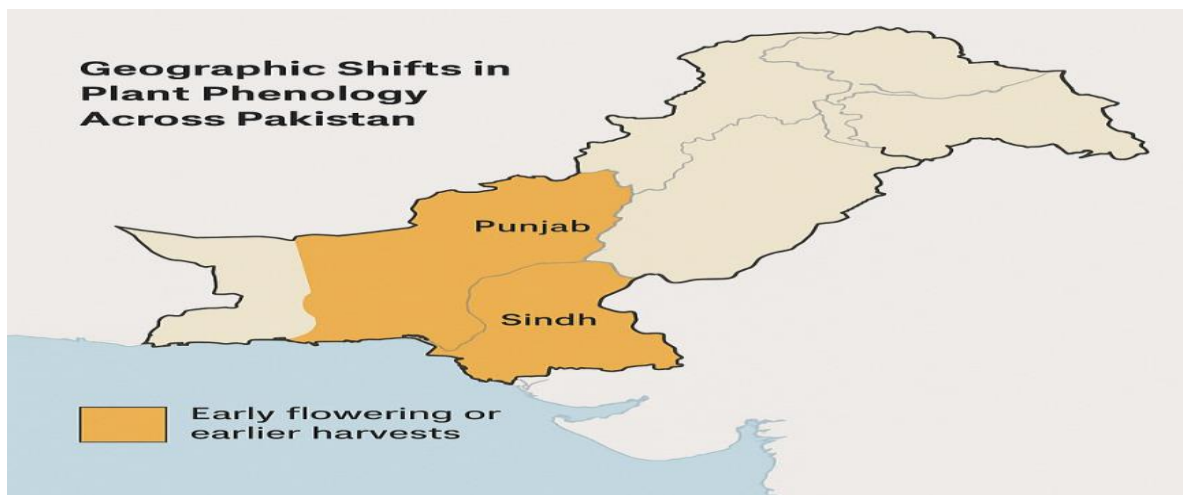 Geographic Shifts in
Plant Phenology
Across Pakistan
Punjab
Sindh
Early flowering or
earlier harvests